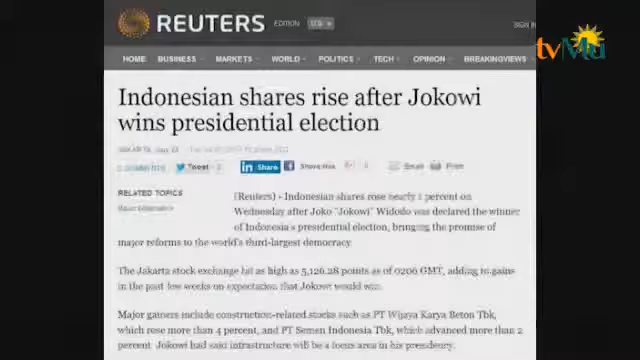 REUTERS
EDITION
SIGN IN
tvMu
HOME BUSINESS MARKETS WORLD POLITICS TECH OPINION BREAKINGVIEWS
Indonesian shares rise after Jokowi
wins presidential election
Tweet
Share
Share this
Email
Print
RELATED TOPICS
(Reuters) - Indonesian shares rose nearly 1 percent on
Wednesday after Joko "Jokowi" Widodo was declared the winner
of Indonesia's presidential election, bringing the promise of
major reforms to the world's third-largest democracy.
The Jakarta stock exchange hit as high as 5,126.28 points as of 0206 GMT, adding to gains
in the past few weeks on expectation that Jokowi would win.
Major gainers include construction-related stocks such as PT Wijaya Karya Beton Tbk,
which rose more than 4 percent, and PT Semen Indonesia Tbk, which advanced more than 2
percent. Jokowi had said infrastructure will be a focus area in his presidency.